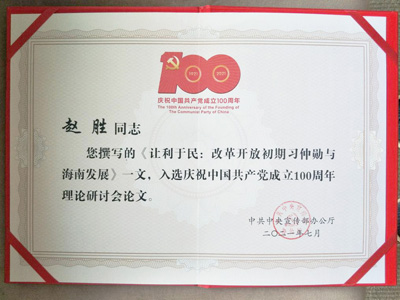 100
1921
2021
庆祝中国共产党成立100周年
The 100th Anniversary of the Founding of
The Communist Party of China
赵 胜 同志
您撰写的《让利于民：改革开放初期习仲勋与
海南发展》一文，入选庆祝中国共产党成立100周年
理论研讨会论文。
中共中央宣传部办公厅
二〇二一年七月